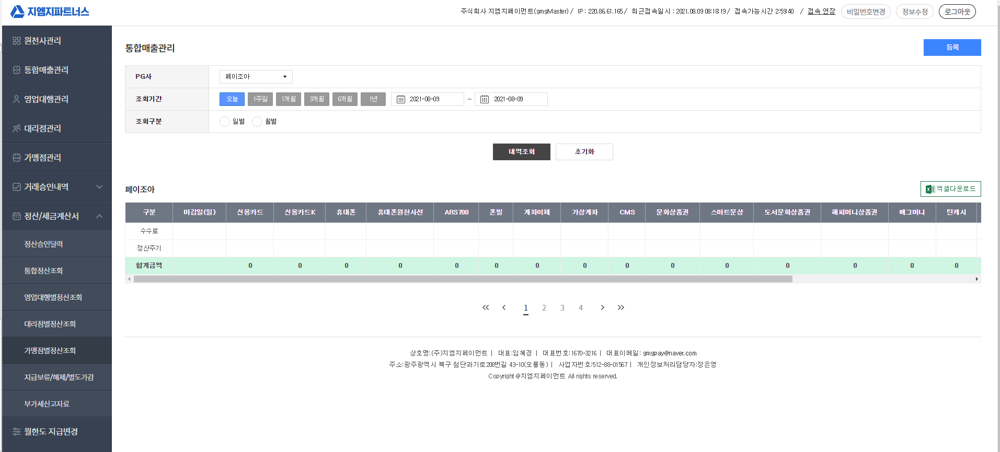 지엠지파트너스
주식회사 지엠지페이먼트(gmgMaster) / IP : 220.86.61.165 / 최근접속일시 : 2021.08.09 08:18:19 / 접속가능시간 2:59:40 / 접속 연장
비밀번호변경
정보수정
로그아웃
원천사관리
통합매출관리
영업대행관리
대리점관리
가맹점관리
거래승인내역
정산/세금계산서
정산승인달력
통합정산조회
영업대행별정산조회
대리점별정산조회
가맹점별정산조회
지급보류/해제/별도가감
부가세신고자료
월한도 지급변경
통합매출관리
등록
PG사 페이조아
조회기간 오늘 1주일 1개월 3개월 6개월 1년 2021-08-09 ~ 2021-08-09
조회구분 일별 월별
내역조회 초기화
페이조아
엑셀다운로드
구분 마감일(일) 신용카드 신용카드K 휴대폰 휴대폰원천사선 ARS700 폰빌 계좌이체 가상계좌 CMS 문화상품권 스마트문상 도서문화상품권 해피머니상품권 에그머니 틴캐시
수수료
정산주기
합계금액 0 0 0 0 0 0 0 0 0 0 0 0 0 0 0
1 2 3 4
상호명:(주)지엠지페이먼트 | 대표:임혜경 | 대표번호:1670-3216 | 대표이메일: gmgpay@naver.com
주소:광주광역시 북구 첨단과기로208번길 43-10(오룡동) | 사업자번호:512-88-01567 | 개인정보처리담당자:정은영
Copyright @지엠지페이먼트 All rights reserved.